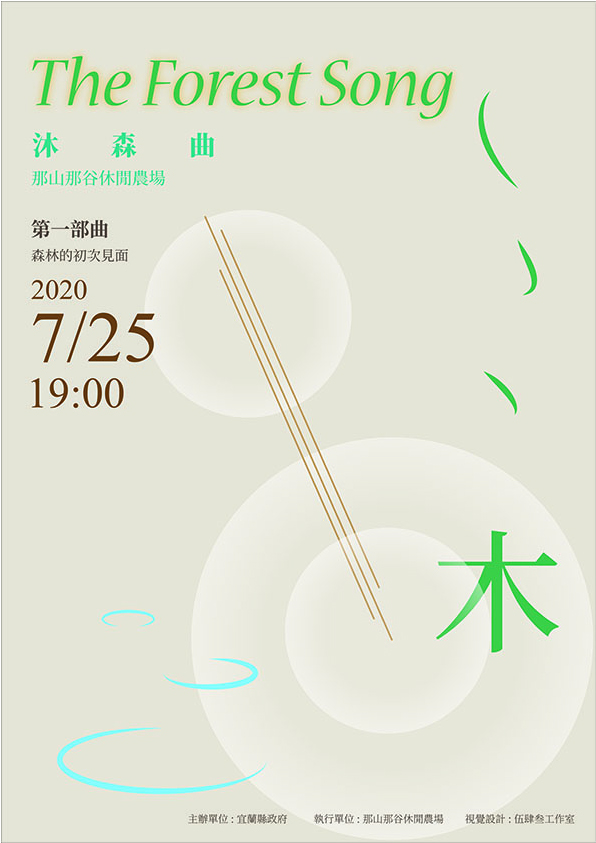 The Forest Song
沐森曲
那山那谷休閒農場
第一部曲
森林的初次見面
2020
7/25
19:00
木
主辦單位 : 宜蘭縣政府 執行單位 : 那山那谷休閒農場 視覺設計 : 伍肆叁工作室